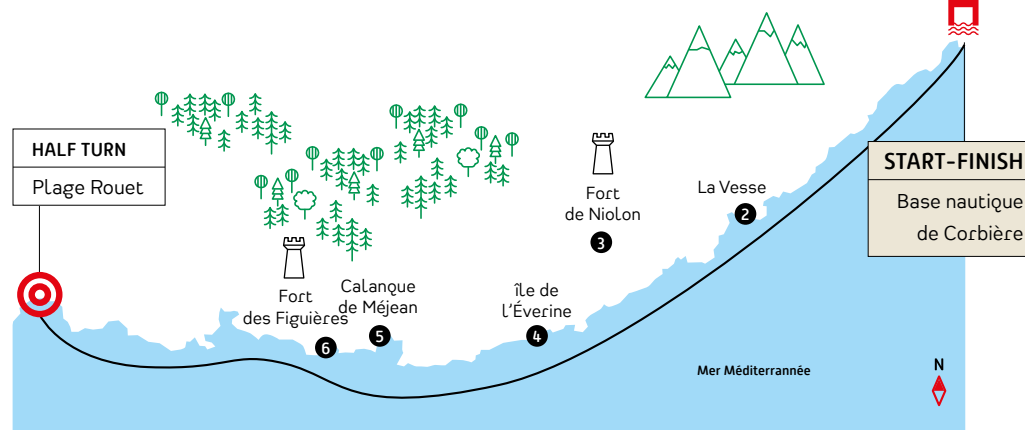 HALF TURN
Plage Rouet
Fort
des Figuières
6
Calanque
de Méjean
5
île de
l'Éverine
4
Fort
de Niolon
3
La Vesse
2
START-FINISH
Base nautique
de Corbière
Mer Méditerrannée
N